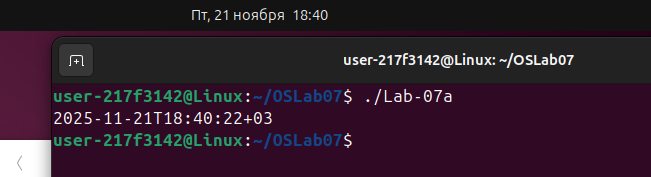 Пт, 21 ноября 18:40
user-217f3142@Linux: ~/OSLab07
user-217f3142@Linux:~/OSLab07$ ./Lab-07a
2025-11-21T18:40:22+03
user-217f3142@Linux:~/OSLab07$